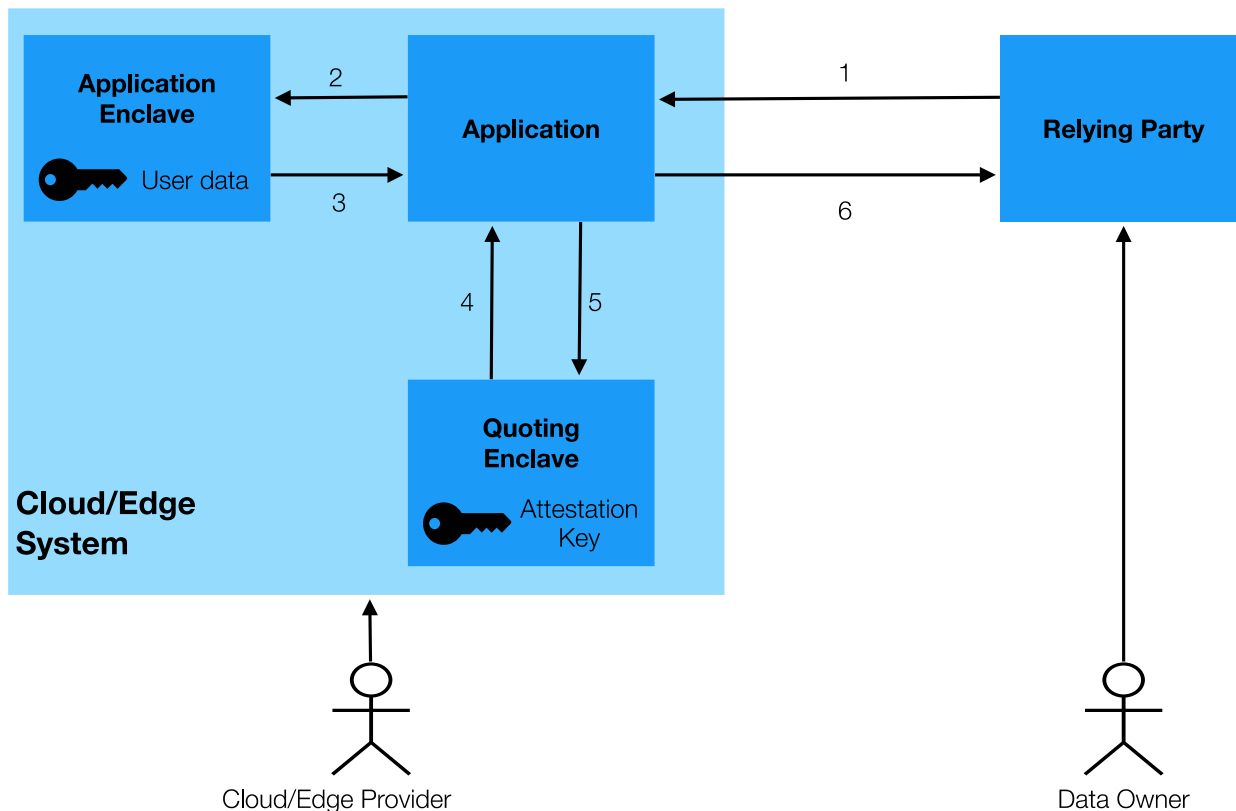 Application
Enclave
User data
2
3
Application
1
6
Relying Party
4
5
Quoting
Enclave
Attestation
Key
Cloud/Edge
System
Cloud/Edge Provider
Data Owner